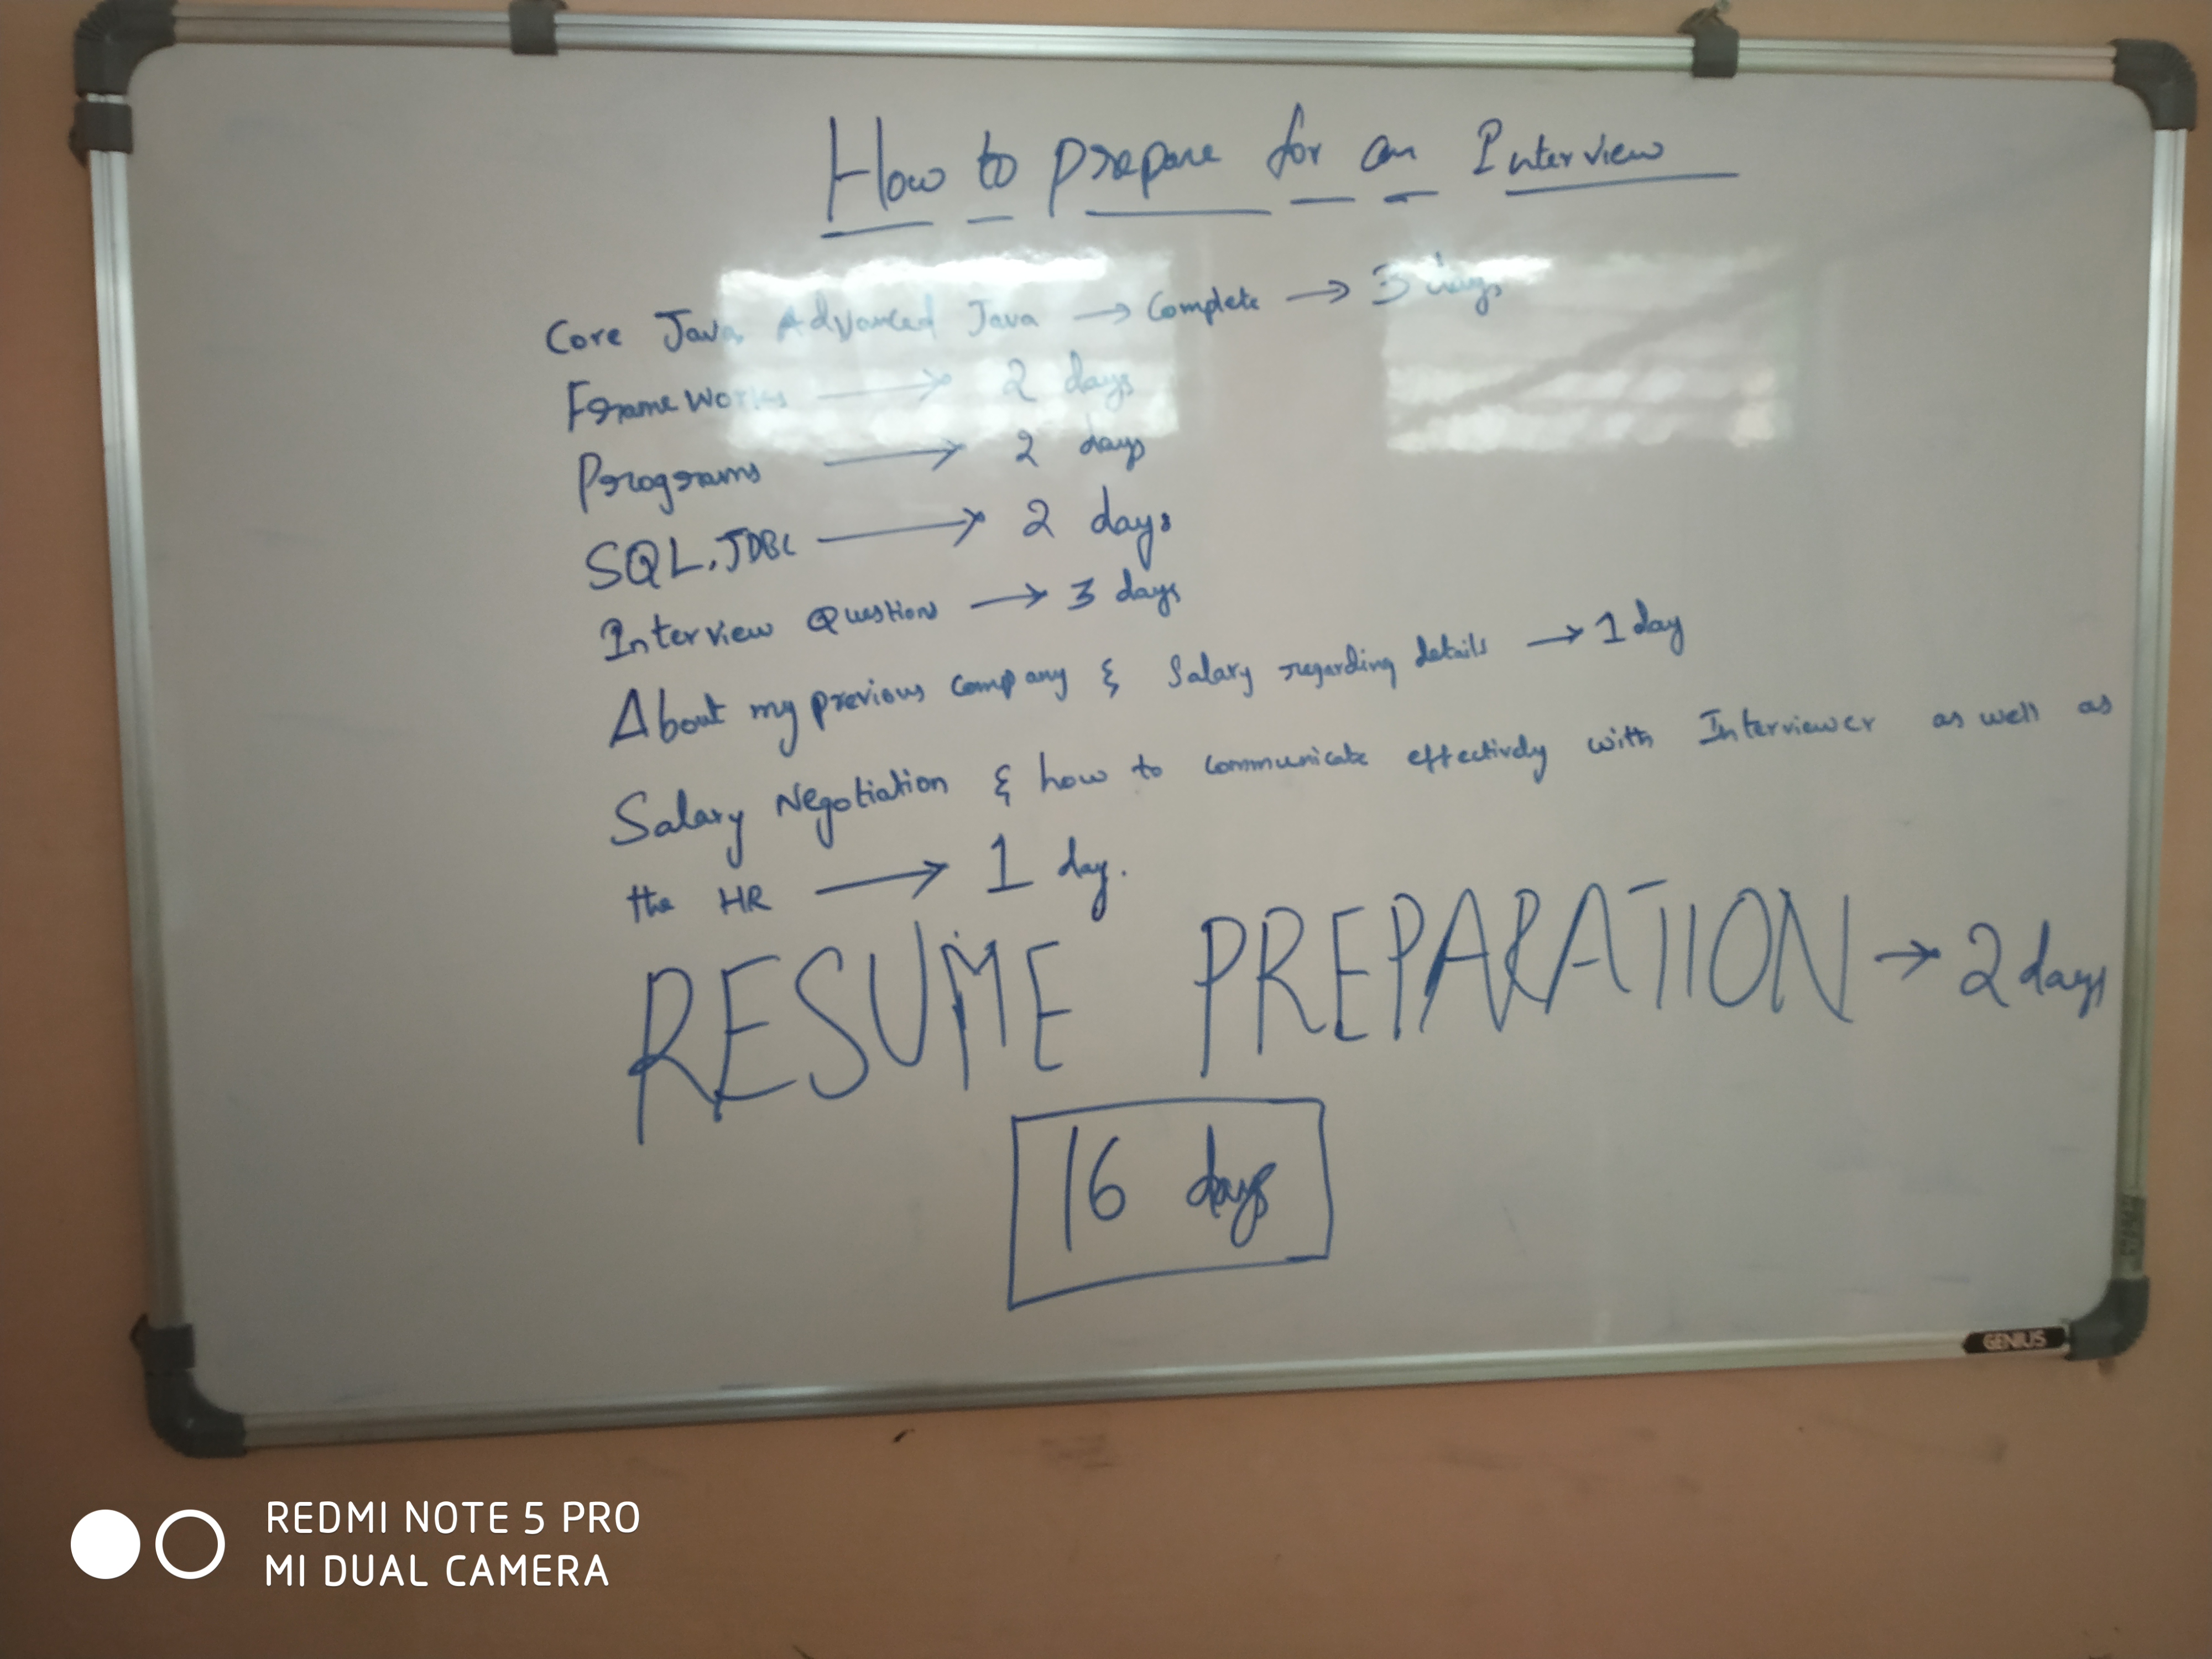 How to prepare for an Interview
Core Java, Advanced Java → Complete → 3 days
Frameworks → 2 days
Programs → 2 days
SQL, JDBC → 2 days
Interview Questions → 3 days
About my previous company & Salary regarding details → 1 day
Salary Negotiation & how to communicate effectively with Interviewer as well as
the HR → 1 day.
RESUME PREPARATION → 2 days
16 days
GENIUS
REDMI NOTE 5 PRO
MI DUAL CAMERA